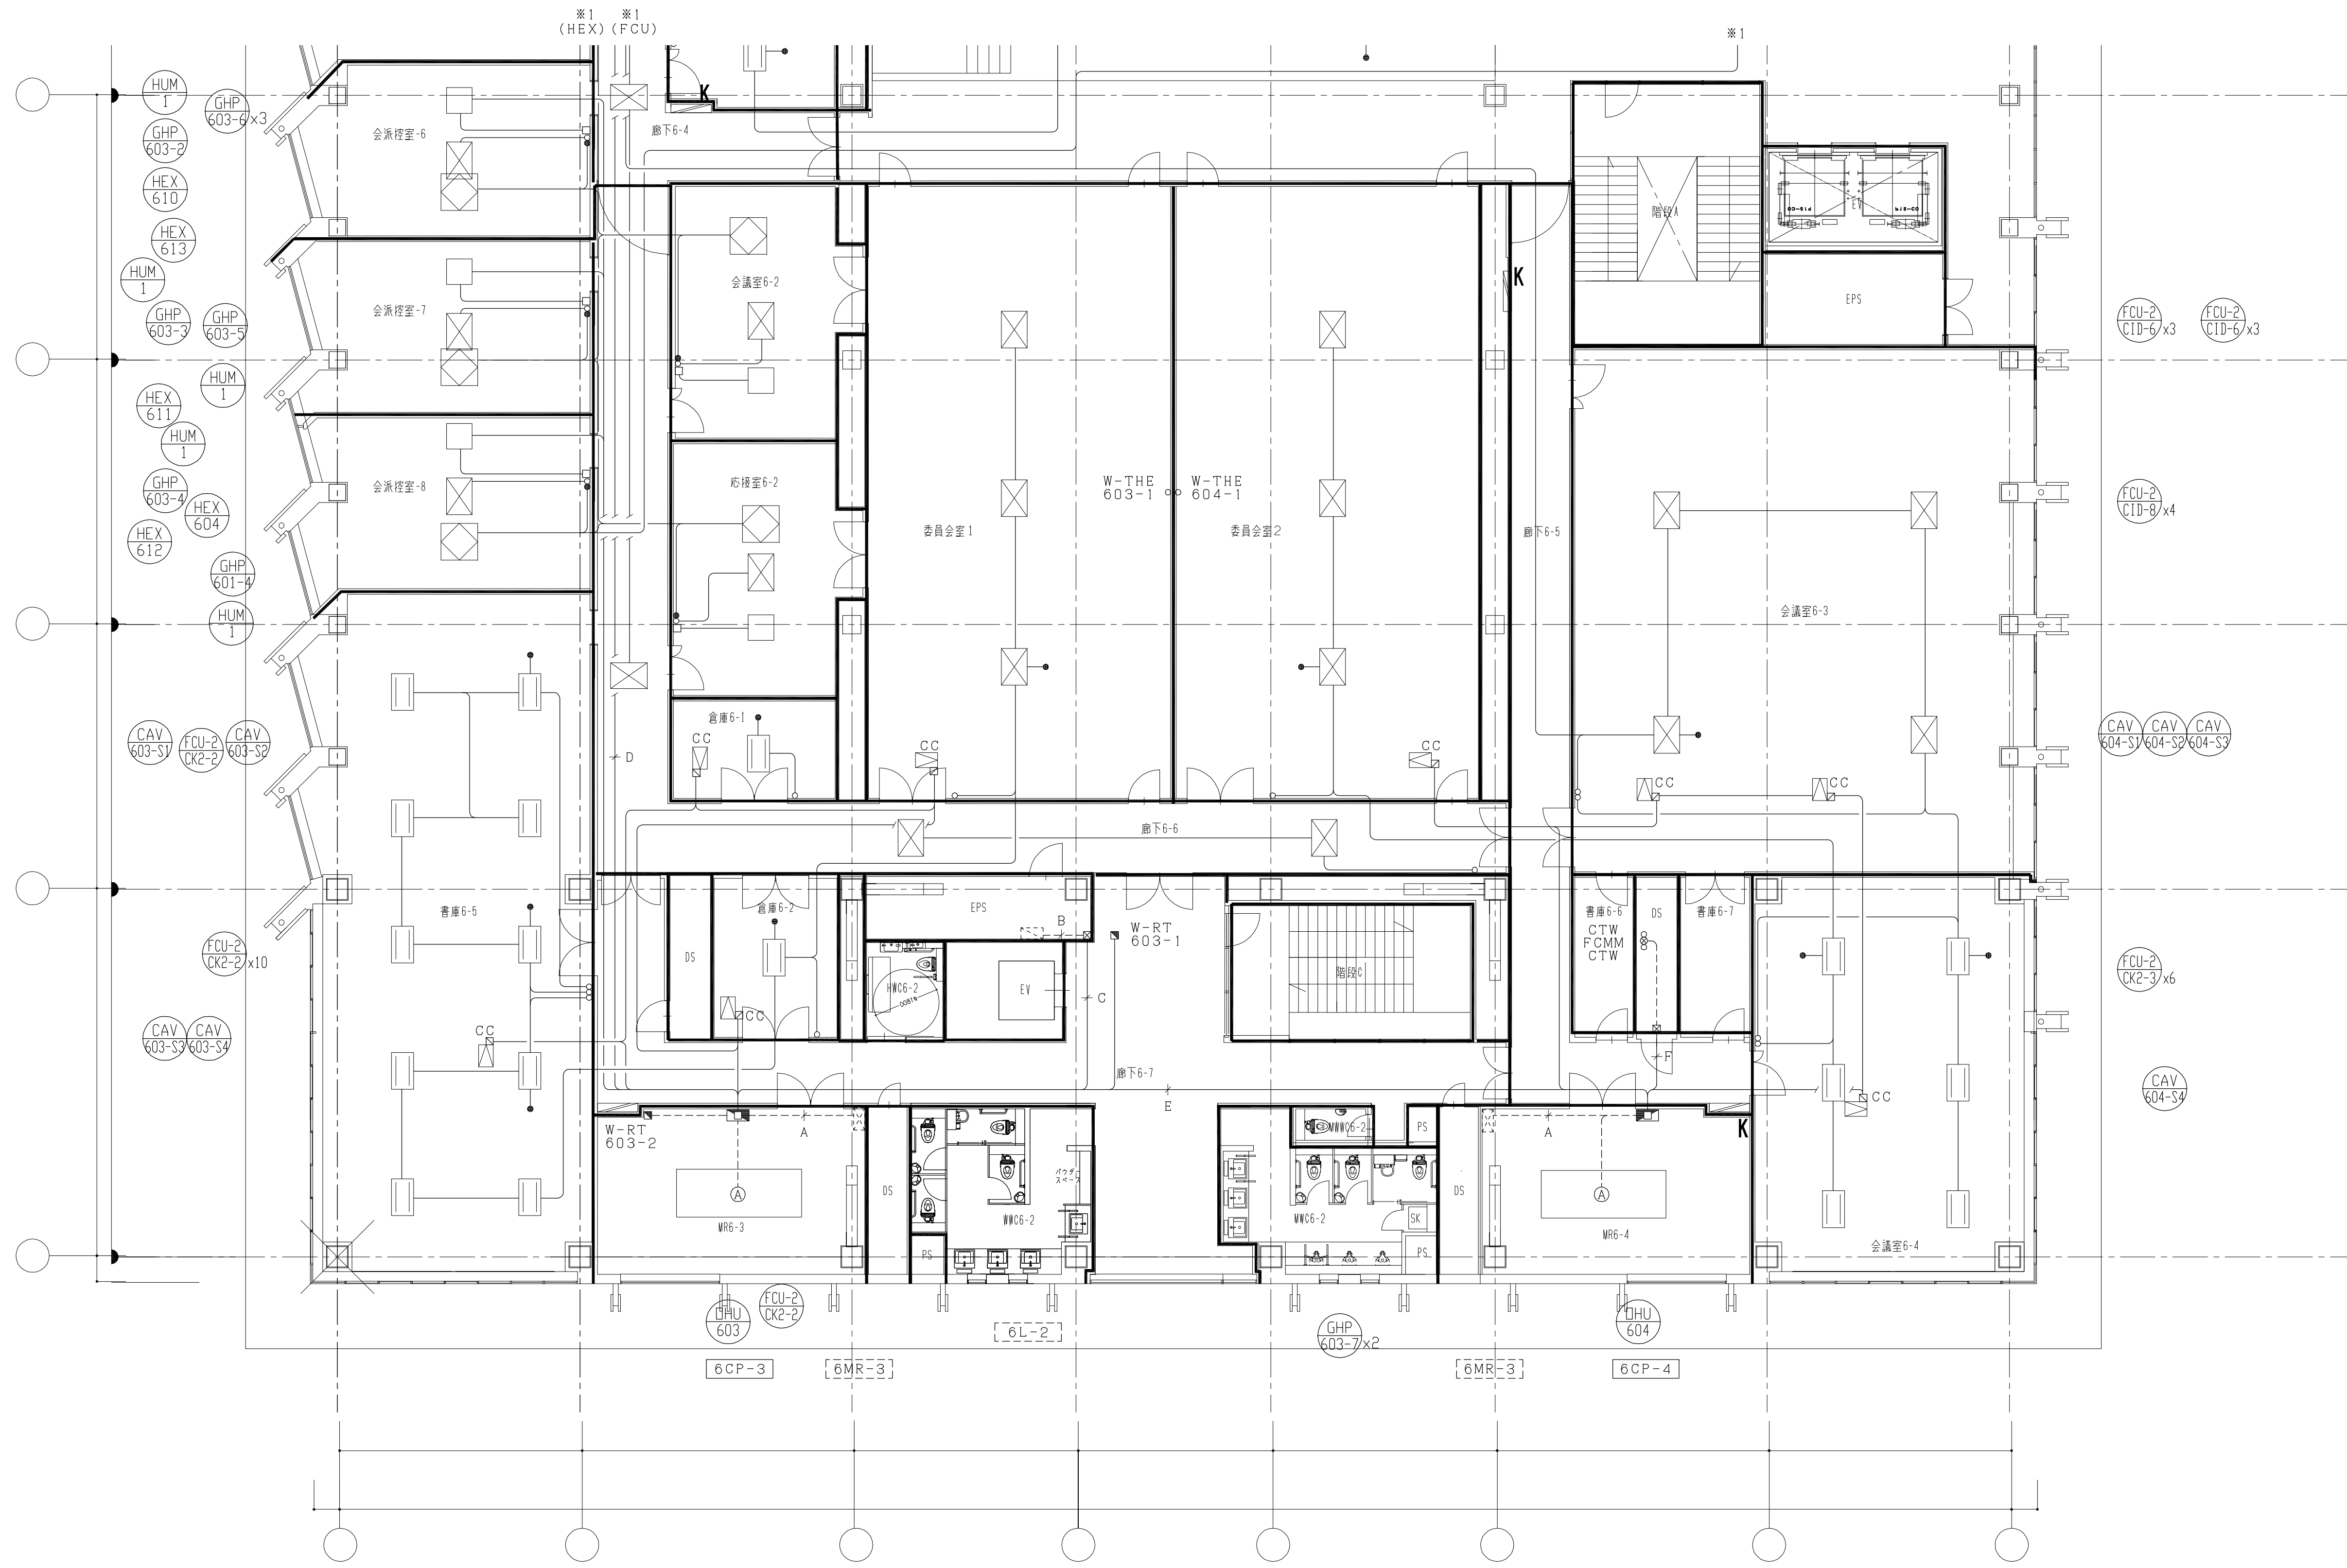 ※1
(HEX)
※1
(FCU)
※1
HUM
1
GHP
603-6 x3
GHP
603-2
HEX
610
HEX
613
HUM
1
GHP
603-3
GHP
603-5
HUM
1
HEX
611
HUM
1
GHP
603-4
HEX
604
HEX
612
GHP
601-4
HUM
1
CAV
603-S1
FCU-2
CK2-2
CAV
603-S2
FCU-2
CK2-2 x10
CAV
603-S3
CAV
603-S4
会派控室-6
会派控室-7
会派控室-8
K
廊下6-4
会議室6-2
応接室6-2
倉庫6-1
CC
D
委員会室1
W-THE
603-1
W-THE
604-1
委員会室2
CC
CC
K
廊下6-5
階段A
EV
EPS
会議室6-3
CC
CC
FCU-2
CID-6 x3
FCU-2
CID-6 x3
FCU-2
CID-8 x4
CAV
604-S1
CAV
604-S2
CAV
604-S3
FCU-2
CK2-3 x6
CAV
604-S4
廊下6-6
書庫6-5
CC
DS
倉庫6-2
CC
EPS
B
HWC6-2
EV
C
W-RT
603-1
階段C
書庫6-6
CTW
FCMM
CTW
DS
書庫6-7
F
CC
廊下6-7
E
W-RT
603-2
A
A
MR6-3
DS
PS
WWC6-2
パウダー
スペース
MWWC6-2
PS
MWC6-2
SK
PS
DS
A
A
MR6-4
K
会議室6-4
HU
603
FCU-2
CK2-2
6L-2
GHP
603-7 x2
HU
604
6CP-3
6MR-3
6MR-3
6CP-4